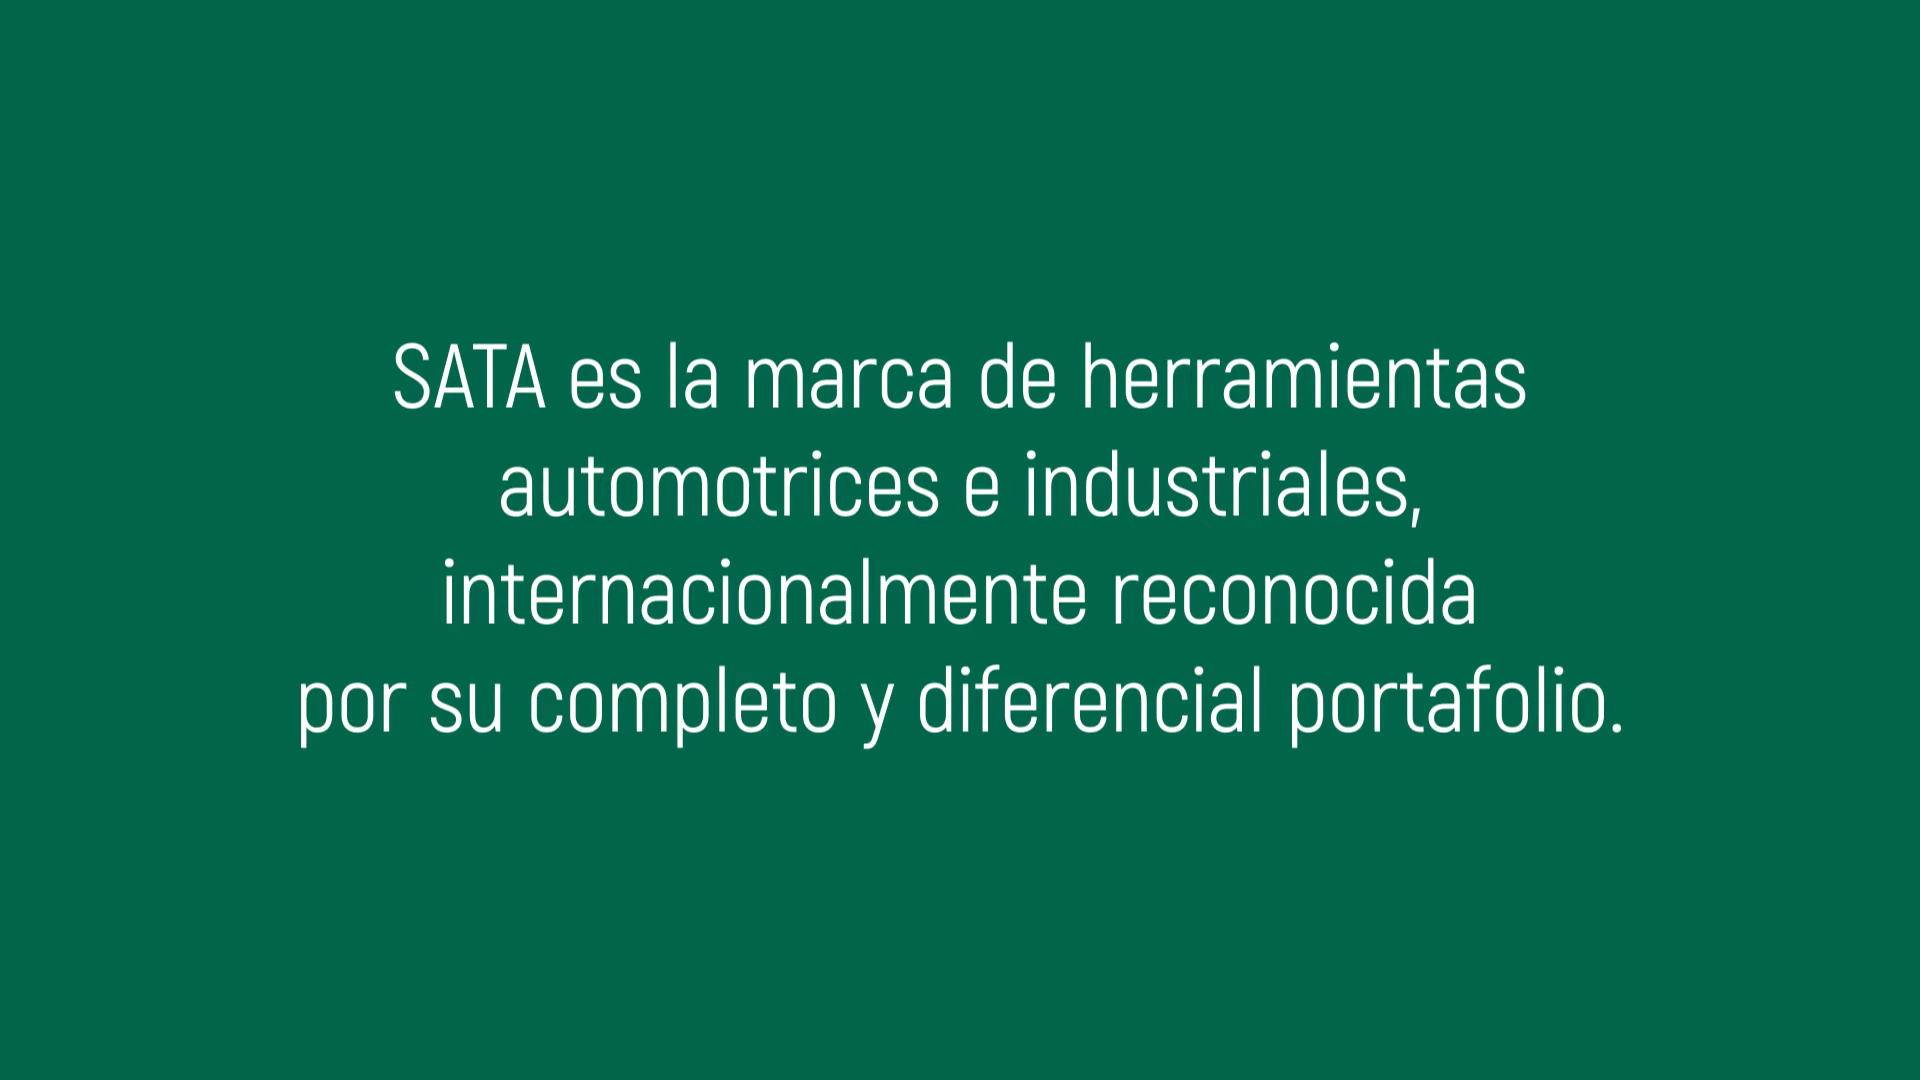 SATA es la marca de herramientas
automotrices e industriales,
internacionalmente reconocida
por su completo y diferencial portafolio.